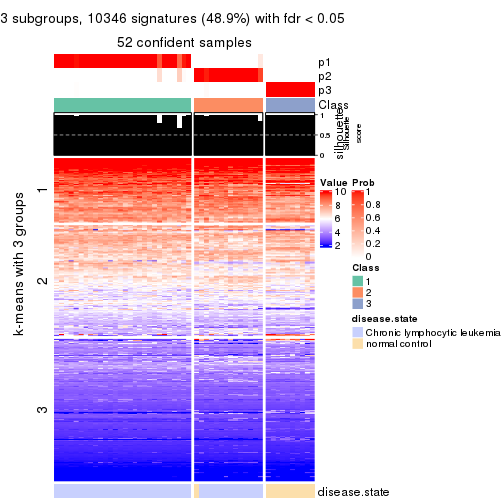 3 subgroups, 10346 signatures (48.9%) with fdr < 0.05
52 confident samples
p1
p2
p3
Class
silhouette
Silhouette
score
1
0.5
0
k-means with 3 groups
1
2
3
Value
10
8
6
4
2
Prob
1
0.8
0.6
0.4
0.2
0
Class
1
2
3
disease.state
Chronic lymphocytic leukemia
normal control
disease.state